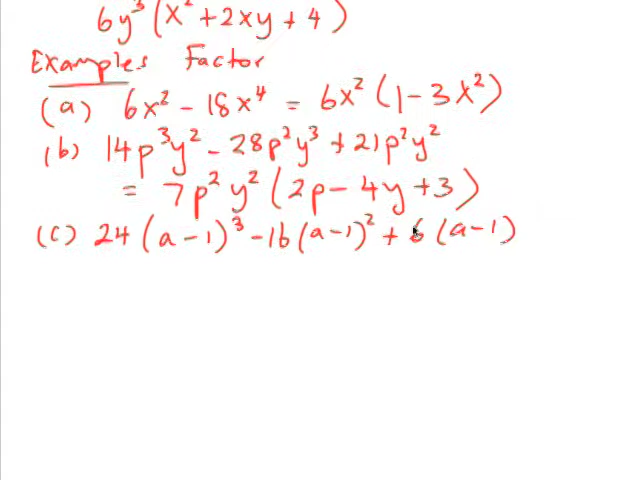 6y³(x²+2xy+4)
Examples Factor
(a) 6x² - 18x⁴ = 6x²(1-3x²)
(b) 14p³y² - 28p²y³ + 21p²y²
= 7p²y²(2p-4y+3)
(c) 24(a-1)³ - 16(a-1)² + 6(a-1)